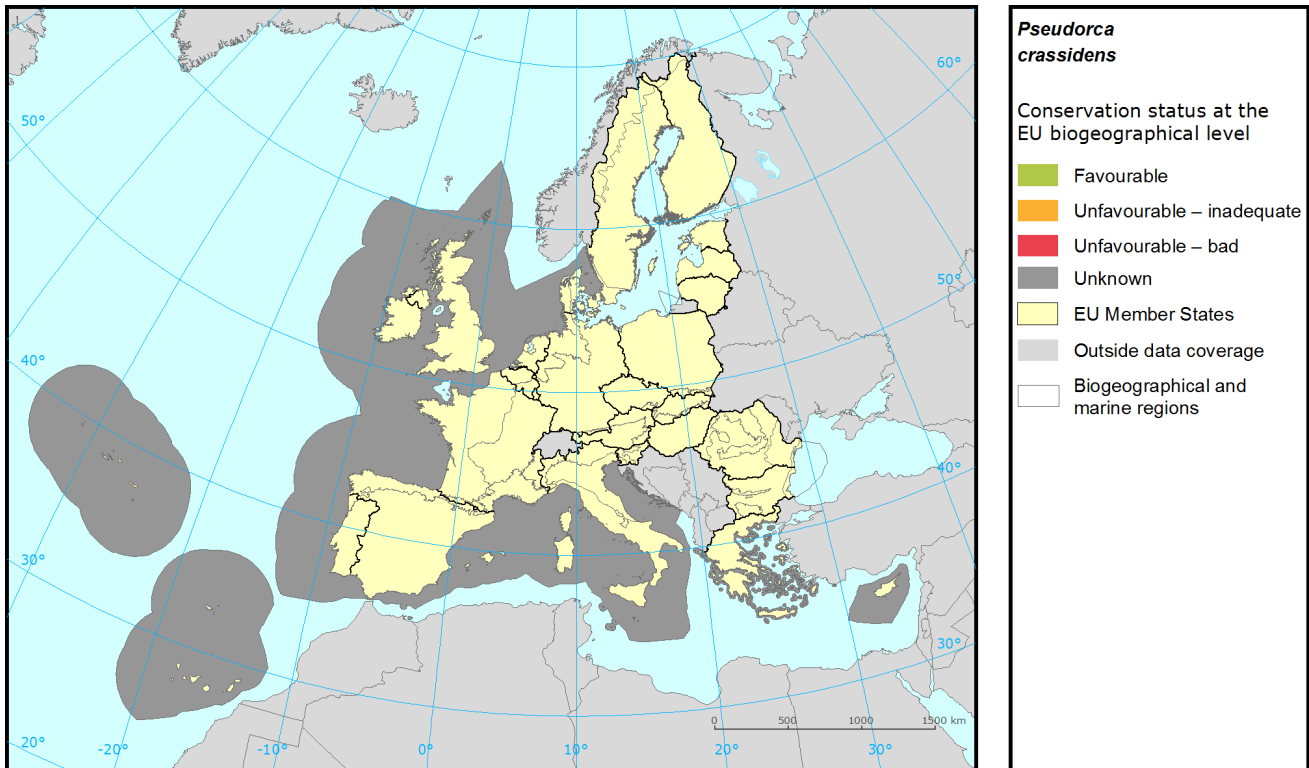 60°
50°
50°
40°
40°
30°
30°
20°
-20°
-10°
0°
10°
20°
30°
0 500 1000 1500 km
Pseudorca
crassidens
Conservation status at the
EU biogeographical level
Favourable
Unfavourable – inadequate
Unfavourable – bad
Unknown
EU Member States
Outside data coverage
Biogeographical and
marine regions